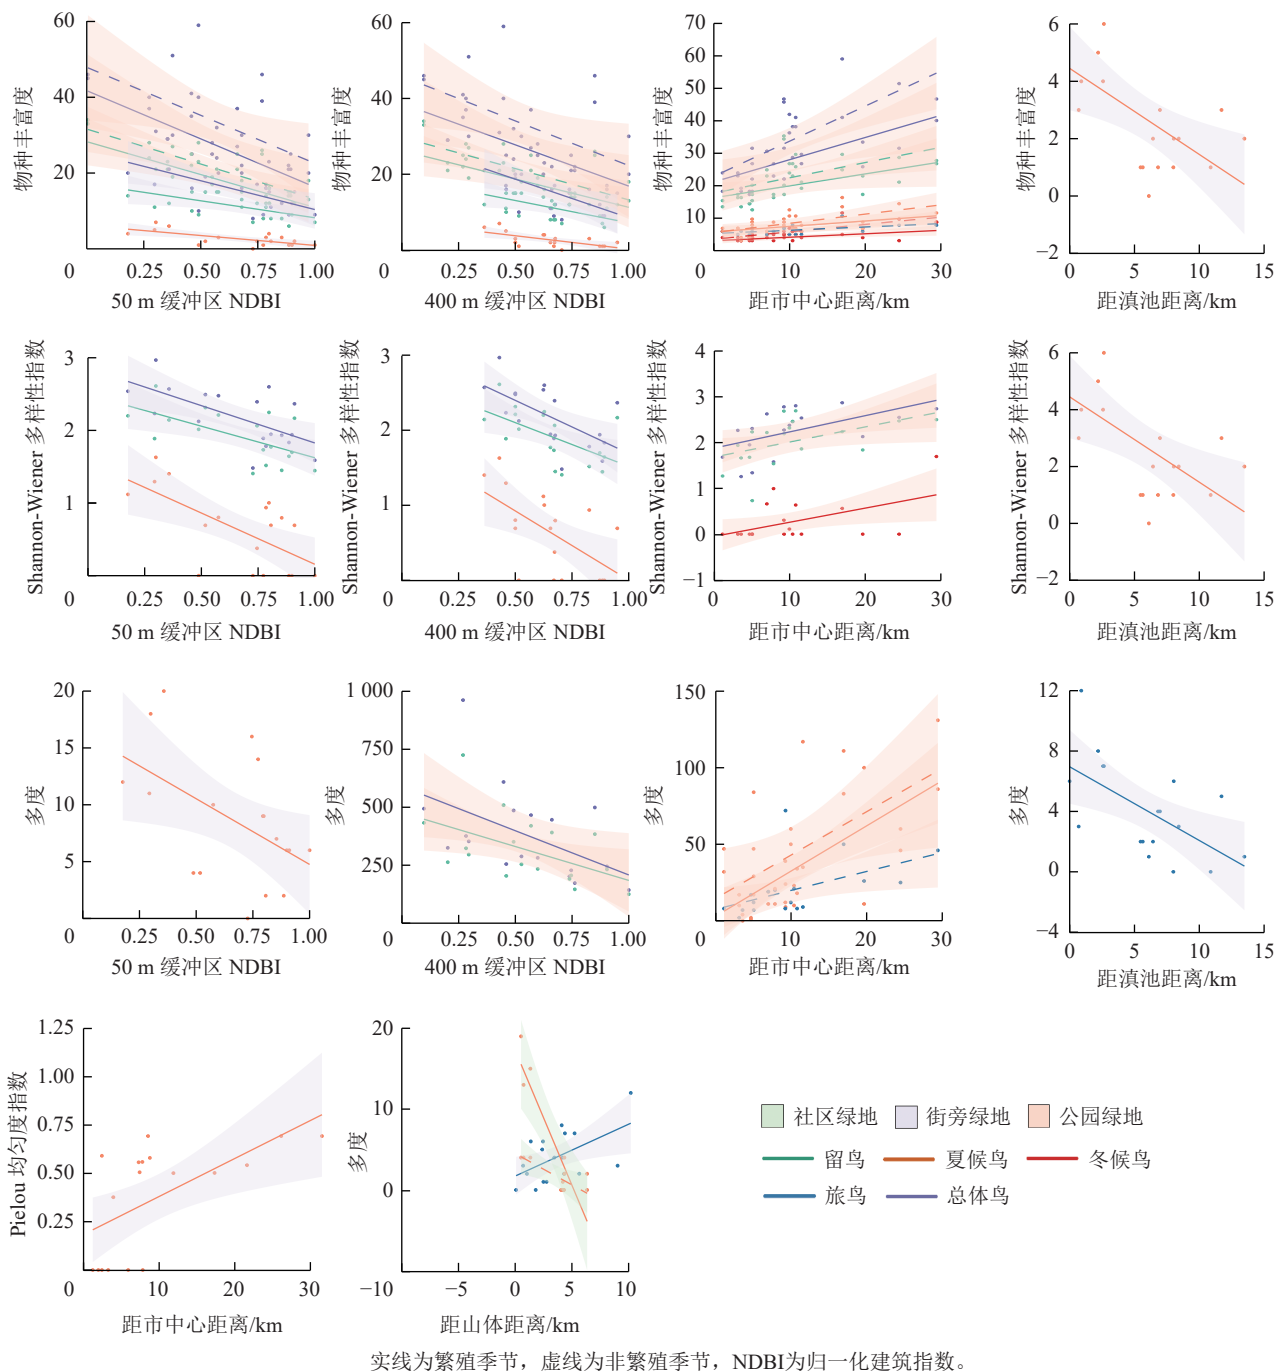 60
40
20
0
0.25 0.50 0.75 1.00
物种丰富度
50 m 缓冲区 NDBI
60
40
20
0
0.25 0.50 0.75 1.00
物种丰富度
400 m 缓冲区 NDBI
70
60
50
40
30
20
10
0
10 20 30
物种丰富度
距市中心距离/km
6
4
2
0
−2
0 5 10 15
物种丰富度
距滇池距离/km
3
2
1
0
0.25 0.50 0.75 1.00
Shannon-Wiener 多样性指数
50 m 缓冲区 NDBI
3
2
1
0
0.25 0.50 0.75 1.00
Shannon-Wiener 多样性指数
400 m 缓冲区 NDBI
4
3
2
1
0
−1
0 10 20 30
Shannon-Wiener 多样性指数
距市中心距离/km
6
4
2
0
−2
0 5 10 15
Shannon-Wiener 多样性指数
距滇池距离/km
20
15
10
5
0
0.25 0.50 0.75 1.00
多度
50 m 缓冲区 NDBI
1 000
750
500
250
0
0.25 0.50 0.75 1.00
多度
400 m 缓冲区 NDBI
150
100
50
0
10 20 30
多度
距市中心距离/km
12
8
4
0
−4
0 5 10 15
多度
距滇池距离/km
1.25
1.00
0.75
0.50
0.25
0
10 20 30
Pielou 均匀度指数
距市中心距离/km
20
10
0
−10
−5 0 5 10
多度
距山体距离/km
社区绿地 街旁绿地 公园绿地
留鸟 夏候鸟 冬候鸟
旅鸟 总体鸟
实线为繁殖季节，虚线为非繁殖季节，NDBI为归一化建筑指数。